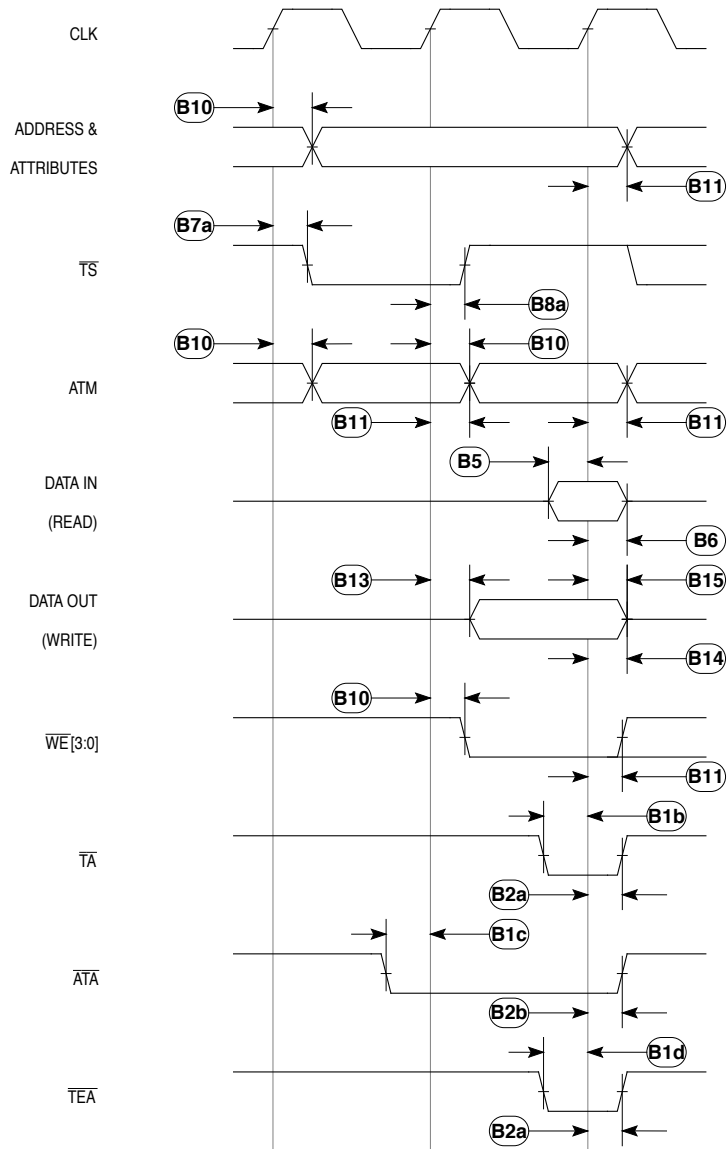 CLK
B10
ADDRESS &
ATTRIBUTES
B11
B7a
TS
B8a
B10
B10
ATM
B11
B11
B5
DATA IN
(READ)
B6
B13
B15
DATA OUT
(WRITE)
B14
B10
WE[3:0]
B11
B1b
TA
B2a
B1c
ATA
B2b
B1d
TEA
B2a